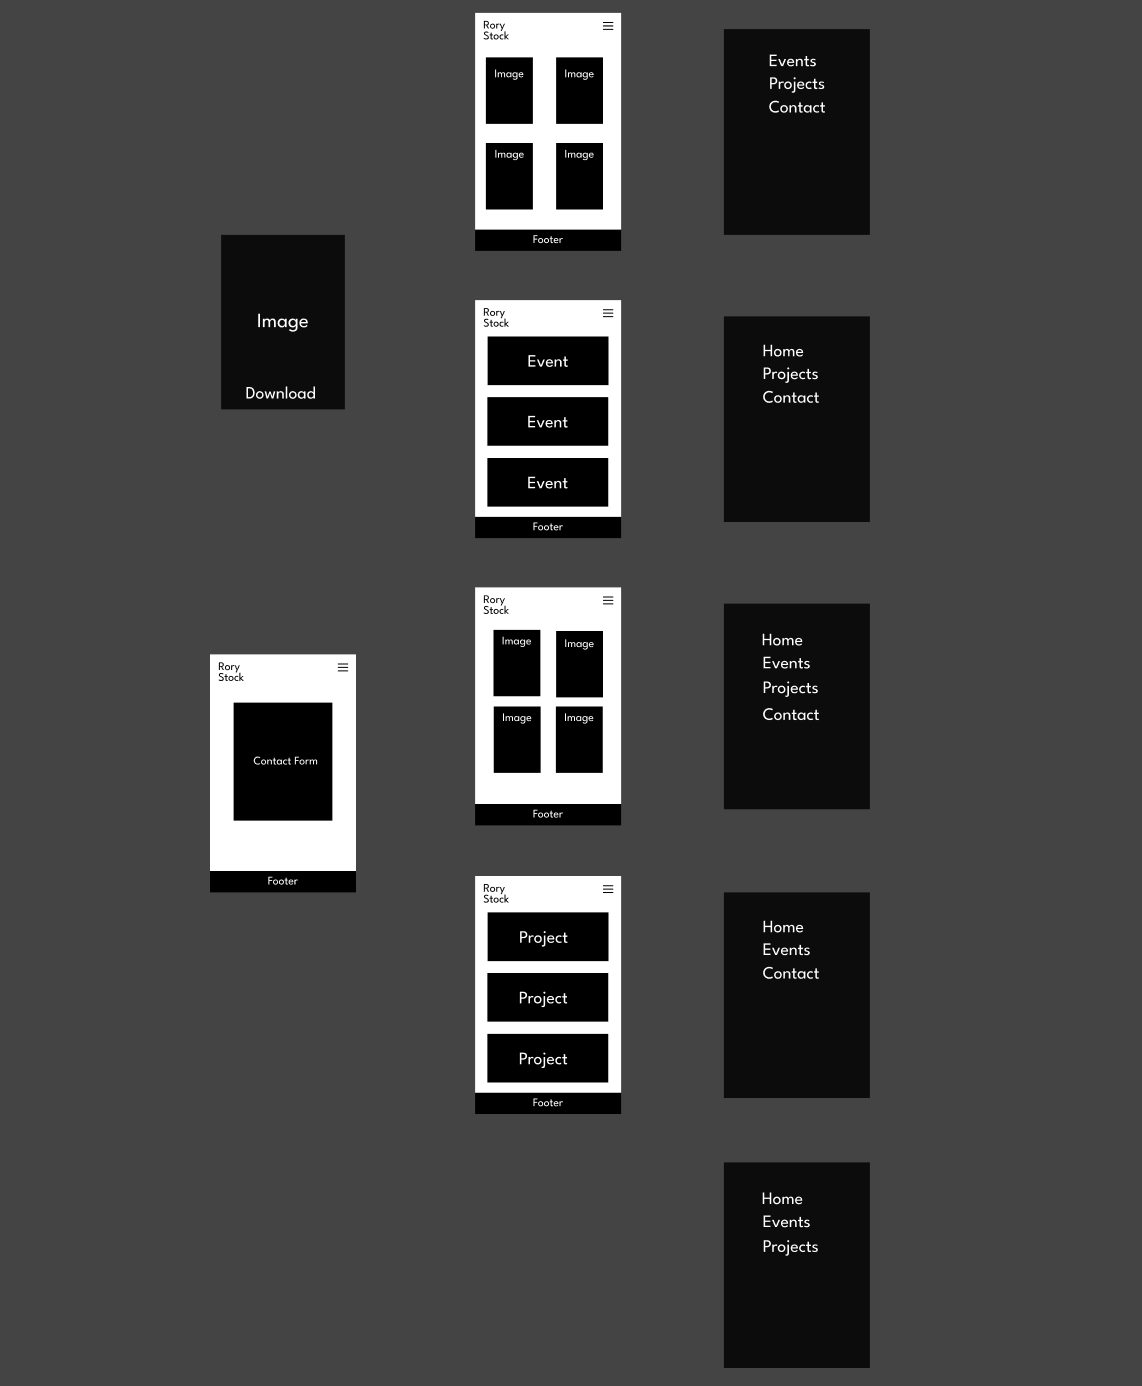 Rory
Stock
Image
Image
Image
Image
Footer
Events
Projects
Contact
Image
Download
Rory
Stock
Event
Event
Event
Footer
Home
Projects
Contact
Rory
Stock
Image
Image
Image
Image
Footer
Home
Events
Projects
Contact
Rory
Stock
Contact Form
Footer
Rory
Stock
Project
Project
Project
Footer
Home
Events
Contact
Home
Events
Projects